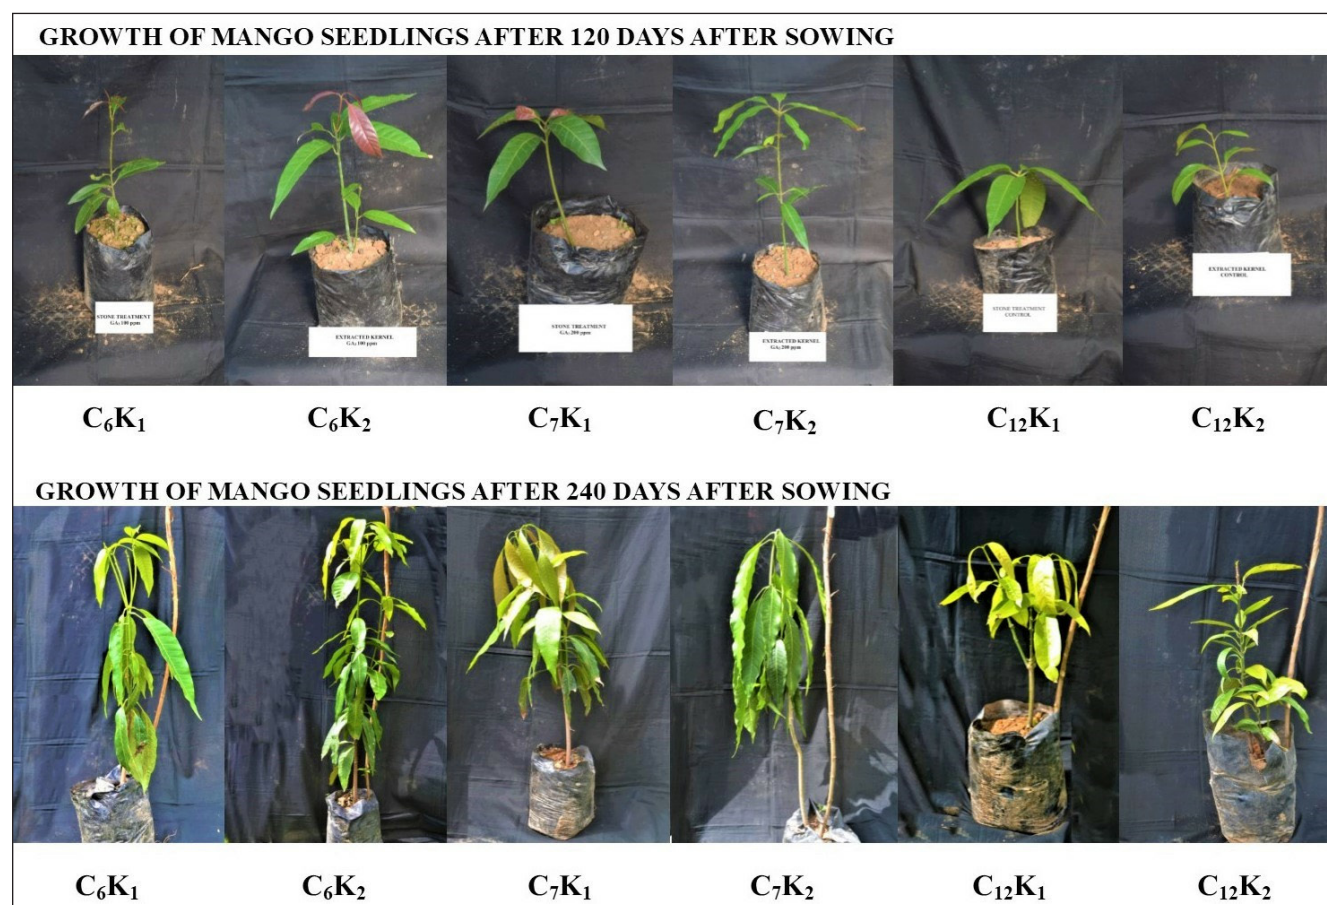 GROWTH OF MANGO SEEDLINGS AFTER 120 DAYS AFTER SOWING
STONE TREATMENT
GA₃ 100 ppm
EXTRACTED KERNEL
GA₃ 100 ppm
STONE TREATMENT
GA₃ 200 ppm
EXTRACTED KERNEL
GA₃ 200 ppm
STONE TREATMENT
CONTROL
EXTRACTED KERNEL
CONTROL
C₆K₁ C₆K₂ C₇K₁ C₇K₂ C₁₂K₁ C₁₂K₂
GROWTH OF MANGO SEEDLINGS AFTER 240 DAYS AFTER SOWING
C₆K₁ C₆K₂ C₇K₁ C₇K₂ C₁₂K₁ C₁₂K₂